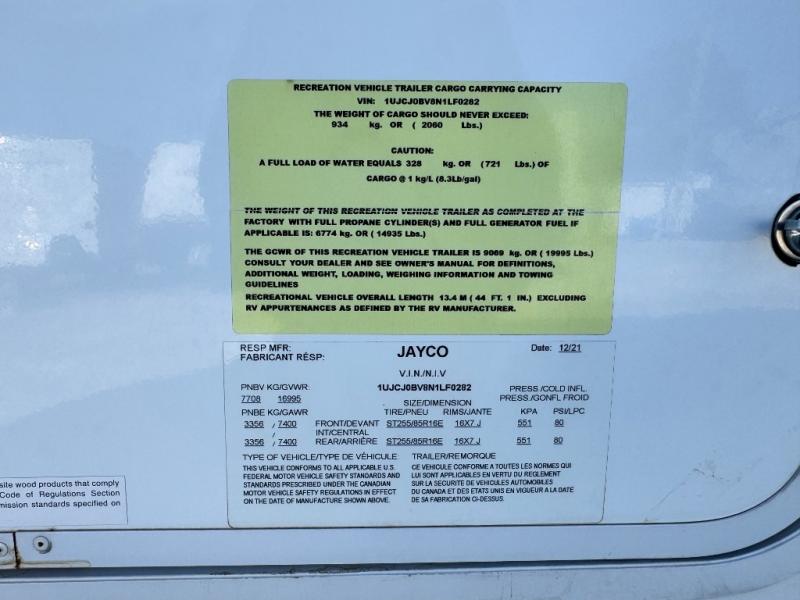 RECREATION VEHICLE TRAILER CARGO CARRYING CAPACITY
VIN: 1UJCJ0BV8N1LF0282
THE WEIGHT OF CARGO SHOULD NEVER EXCEED:
934 kg. OR ( 2060 Lbs.)
CAUTION:
A FULL LOAD OF WATER EQUALS 328 kg. OR (721 Lbs.) OF
CARGO @ 1 kg/L (8.3Lb/gal)
THE WEIGHT OF THIS RECREATION VEHICLE TRAILER AS COMPLETED AT THE
FACTORY WITH FULL PROPANE CYLINDER(S) AND FULL GENERATOR FUEL IF
APPLICABLE IS: 6774 kg. OR ( 14935 Lbs.)
THE GCWR OF THIS RECREATION VEHICLE TRAILER IS 9069 kg. OR ( 19995 Lbs.)
CONSULT YOUR DEALER AND SEE OWNER'S MANUAL FOR DEFINITIONS,
ADDITIONAL WEIGHT, LOADING, WEIGHING INFORMATION AND TOWING
GUIDELINES
RECREATIONAL VEHICLE OVERALL LENGTH 13.4 M ( 44 FT. 1 IN.) EXCLUDING
RV APPURTENANCES AS DEFINED BY THE RV MANUFACTURER.
RESP MFR: JAYCO Date: 12/21
FABRICANT RÉSP:
V.I.N./N.I.V
PNBV KG/GVWR: 1UJCJ0BV8N1LF0282 PRESS /COLD INFL.
7708 16995 SIZE/DIMENSION PRESS./GONFL FROID
PNBE KG/GAWR TIRE/PNEU RIMS/JANTE KPA PSI/LPC
3356 / 7400 FRONT/DEVANT ST255/85R16E 16X7 J 551 80
INT/CENTRAL
3356 / 7400 REAR/ARRIÈRE ST255/85R16E 16X7 J 551 80
TYPE OF VEHICLE/TYPE DE VÉHICULE: TRAILER/REMORQUE
THIS VEHICLE CONFORMS TO ALL APPLICABLE U.S.
FEDERAL MOTOR VEHICLE SAFETY STANDARDS AND
STANDARDS PRESCRIBED UNDER THE CANADIAN
MOTOR VEHICLE SAFETY REGULATIONS IN EFFECT
ON THE DATE OF MANUFACTURE SHOWN ABOVE.
CE VÉHICULE CONFORME A TOUTES LES NORMES QUI
LUI SONT APPLICABLES EN VERTU DU REGLEMENT
SUR LA SECURITE DE VEHICULES AUTOMOBILES
DU CANADA ET DES ETATS UNIS EN VIGUEUR A LA DATE
DE SA FABRICATION CI-DESSUS.
site wood products that comply
Code of Regulations Section
mission standards specified on